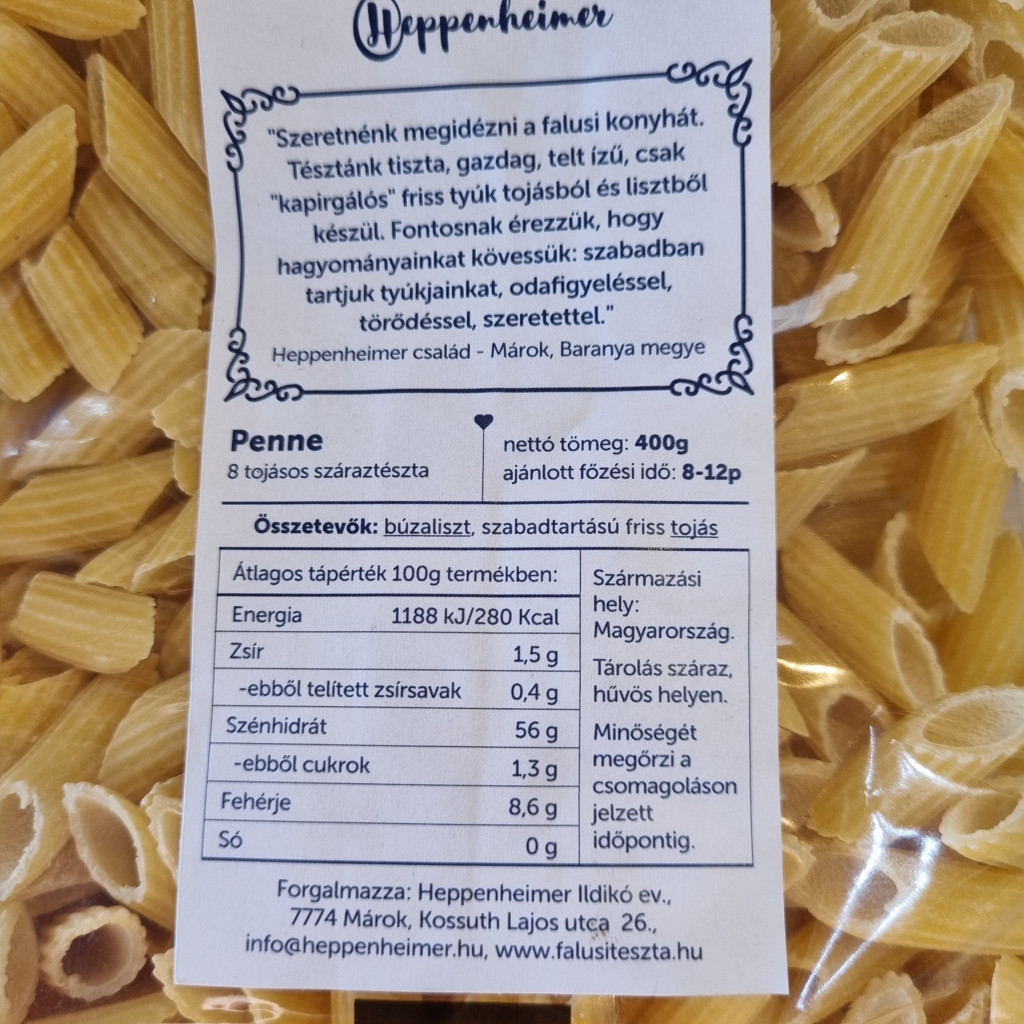 Heppenheimer
"Szeretnénk megidézni a falusi konyhát.
Tésztánk tiszta, gazdag, telt ízű, csak
"kapirgálós" friss tyúk tojásból és lisztből
készül. Fontosnak érezzük, hogy
hagyományainkat kövessük: szabadban
tartjuk tyúkjainkat, odafigyeléssel,
törődéssel, szeretettel."
Heppenheimer család - Márok, Baranya megye
Penne
8 tojásos száraztészta
nettó tömeg: 400g
ajánlott főzési idő: 8-12p
Összetevők: búzaliszt, szabadtartású friss tojás
Átlagos tápérték 100g termékben:
Energia 1188 kJ/280 Kcal
Zsír 1,5 g
-ebből telített zsírsavak 0,4 g
Szénhidrát 56 g
-ebből cukrok 1,3 g
Fehérje 8,6 g
Só 0 g
Származási
hely:
Magyarország.
Tárolás száraz,
hűvös helyen.
Minőségét
megőrzi a
csomagoláson
jelzett
időpontig.
Forgalmazza: Heppenheimer Ildikó ev.,
7774 Márok, Kossuth Lajos utca 26.,
info@heppenheimer.hu, www.falusiteszta.hu